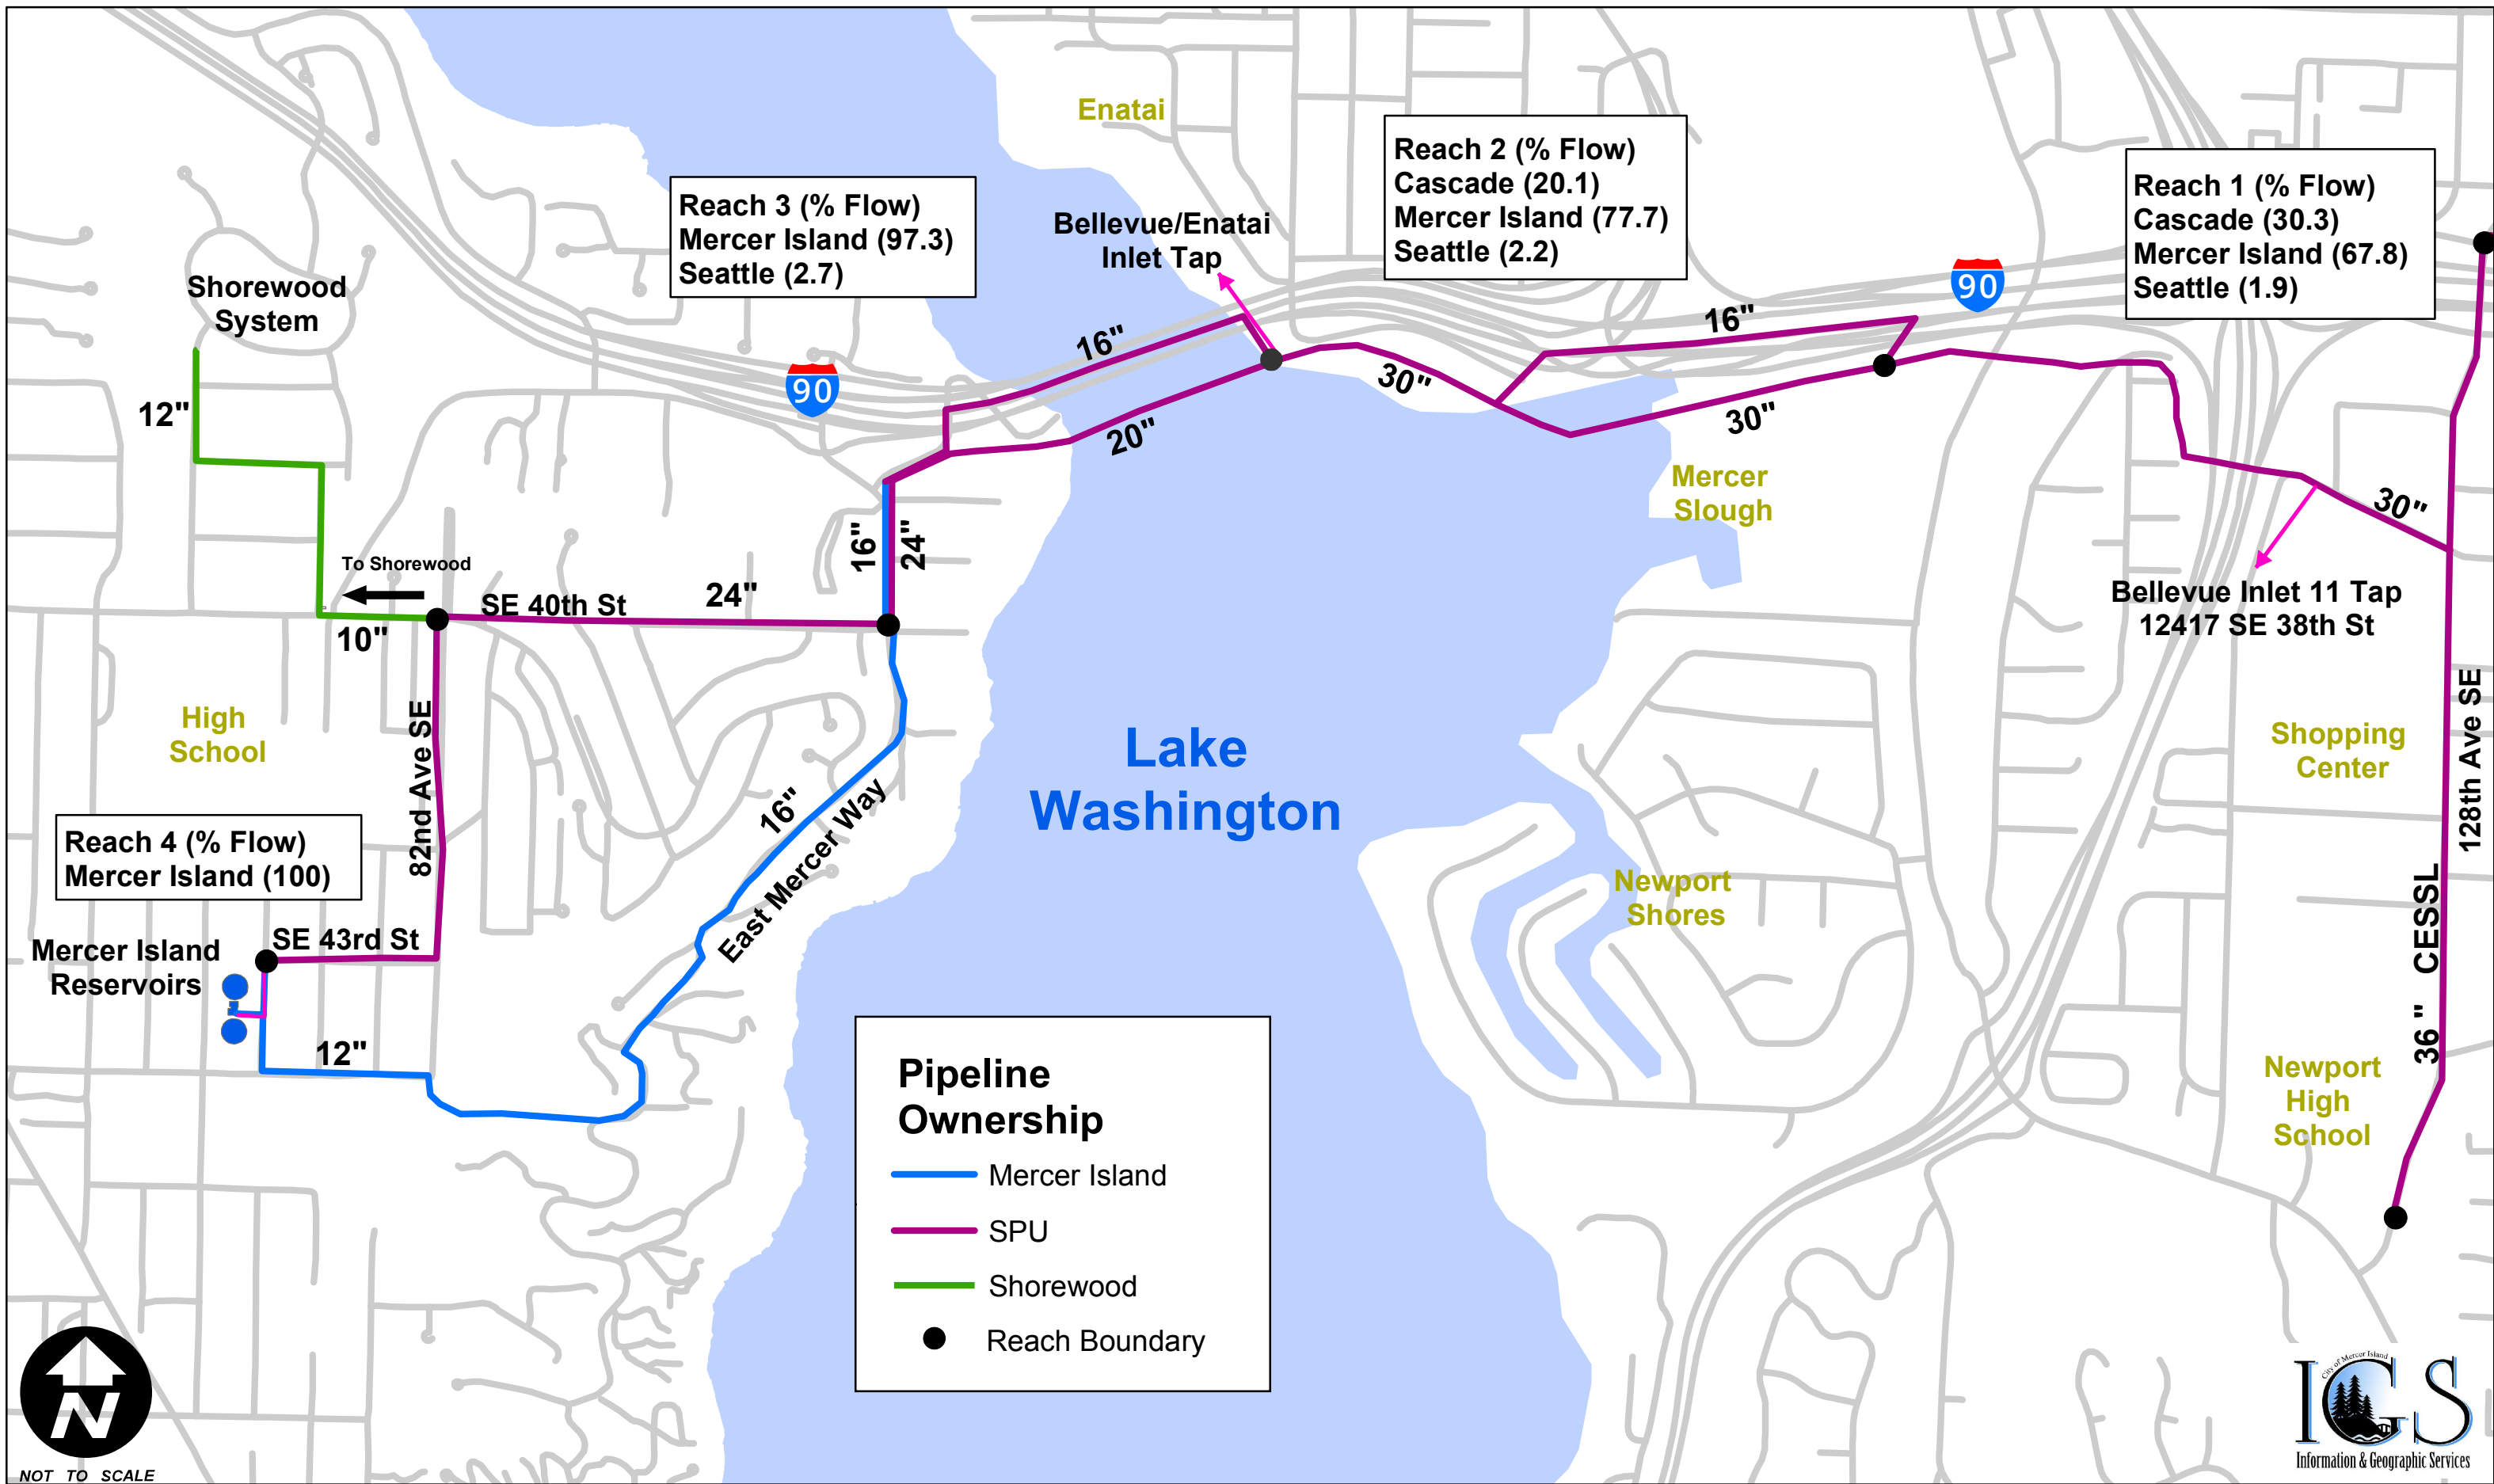 Enatai
Reach 2 (% Flow)
Cascade (20.1)
Mercer Island (77.7)
Seattle (2.2)
Reach 1 (% Flow)
Cascade (30.3)
Mercer Island (67.8)
Seattle (1.9)
Reach 3 (% Flow)
Mercer Island (97.3)
Seattle (2.7)
Bellevue/Enatai
Inlet Tap
Shorewood
System
90
16"
16"
90
30"
12"
20"
30"
Mercer
Slough
30"
16"
24"
To Shorewood
SE 40th St
24"
10"
Bellevue Inlet 11 Tap
12417 SE 38th St
High
School
82nd Ave SE
Lake
Washington
128th Ave SE
Shopping
Center
16"
East Mercer Way
Reach 4 (% Flow)
Mercer Island (100)
Newport
Shores
36 " CESSL
SE 43rd St
Mercer Island
Reservoirs
12"
Newport
High
School
Pipeline
Ownership
Mercer Island
SPU
Shorewood
Reach Boundary
N
NOT TO SCALE
City of Mercer Island
IGS
Information & Geographic Services